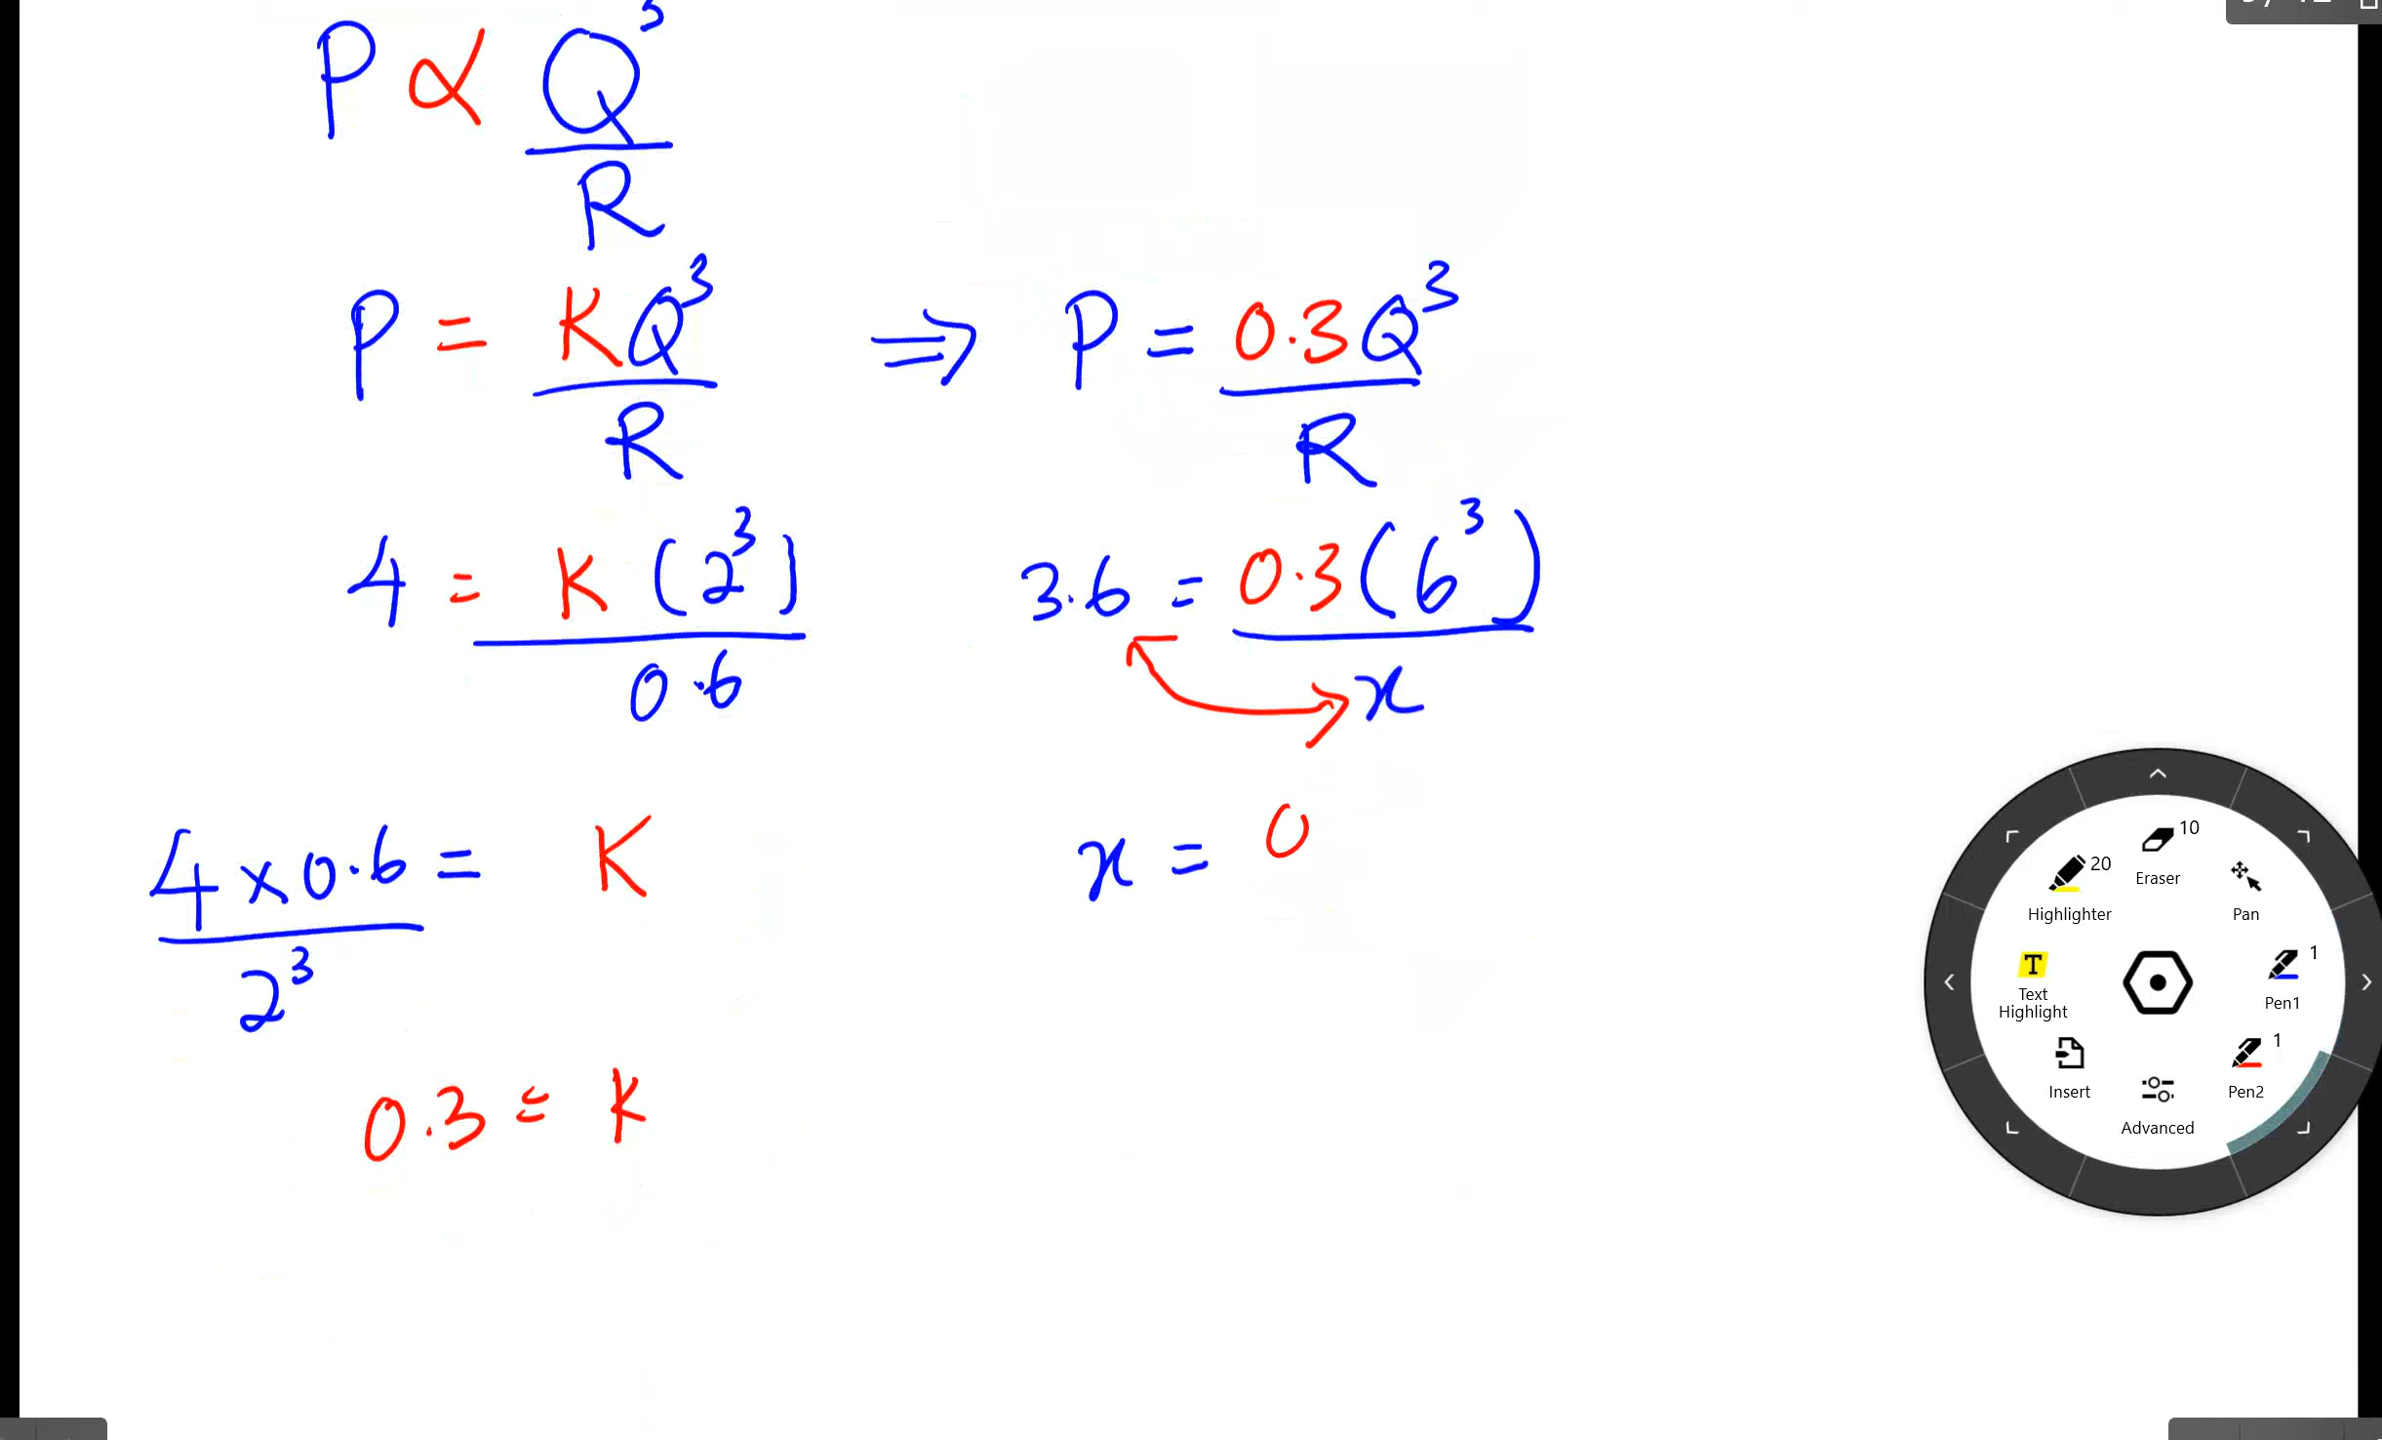 P ∝ Q³/R
P = KQ³/R ⇒ P = 0.3Q³/R
4 = K(2³)/0.6
3.6 = 0.3(6³)/x
4×0.6/2³ = K
x = 0
0.3 = K
10
Eraser
20
Highlighter
Pan
Text
Highlight
1
Pen1
Insert
1
Pen2
Advanced